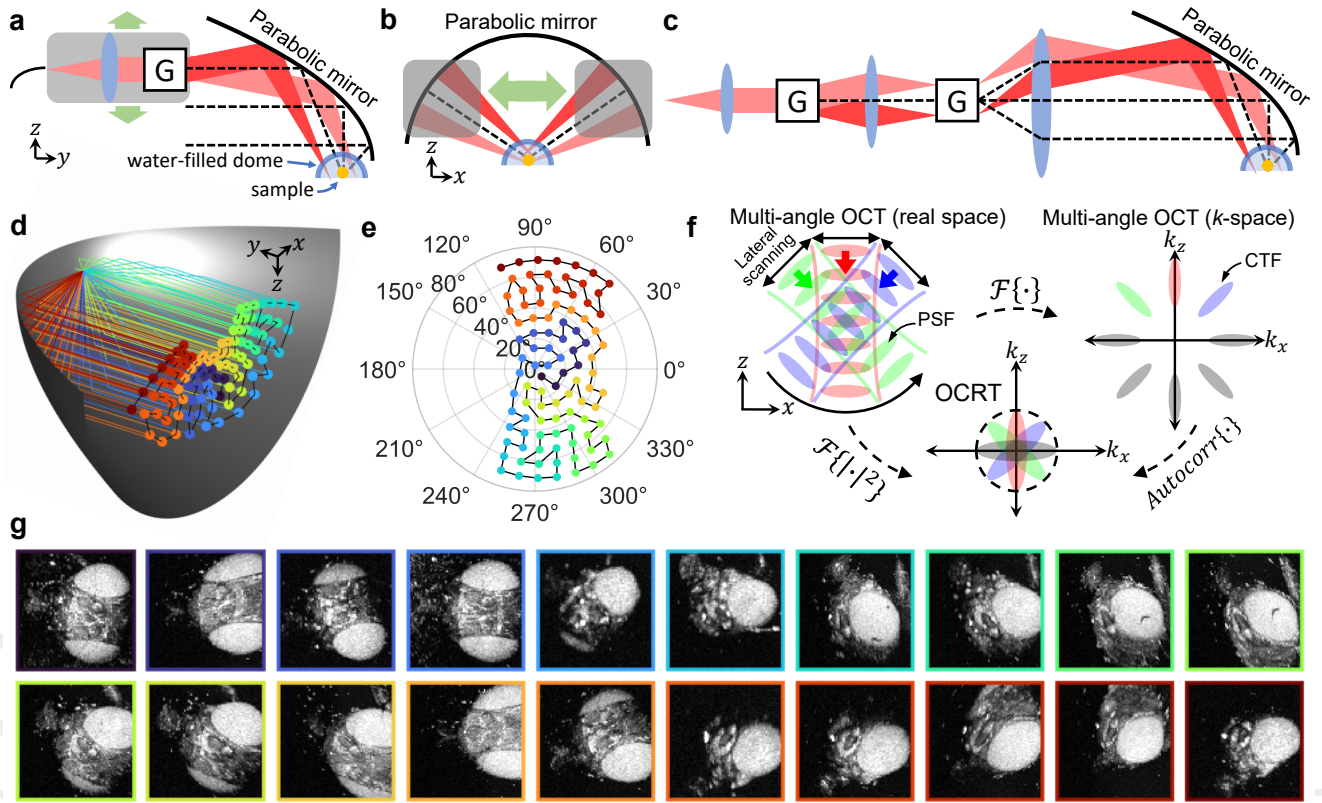 a
Parabolic mirror
G
z
y
water-filled dome
sample
b
Parabolic mirror
z
x
c
G
G
Parabolic mirror
d
y
x
z
e
90°
120°
60°
150°
80°
30°
60°
40°
20°
180°
0°
0°
210°
330°
240°
300°
270°
f
Multi-angle OCT (real space)
Lateral
scanning
PSF
z
x
ℱ{·}
Multi-angle OCT (k-space)
k_z
CTF
k_x
OCRT
k_z
k_x
ℱ{|·|²}
Autocorr{·}
g